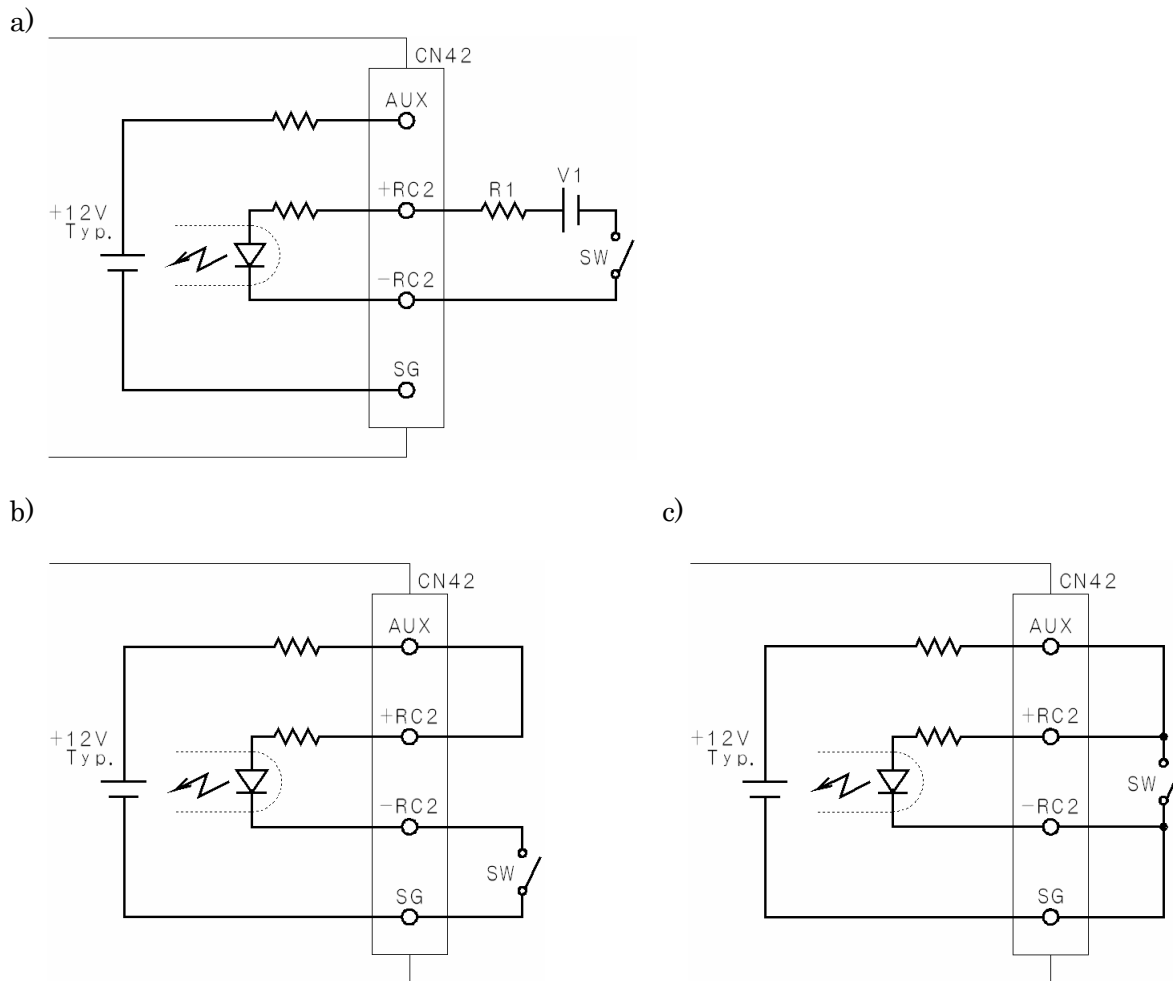 a)
CN42
AUX
+RC2
R1
V1
+12V
Typ.
SW
−RC2
SG
b)
CN42
AUX
+RC2
+12V
Typ.
−RC2
SW
SG
c)
CN42
AUX
+RC2
+12V
Typ.
SW
−RC2
SG